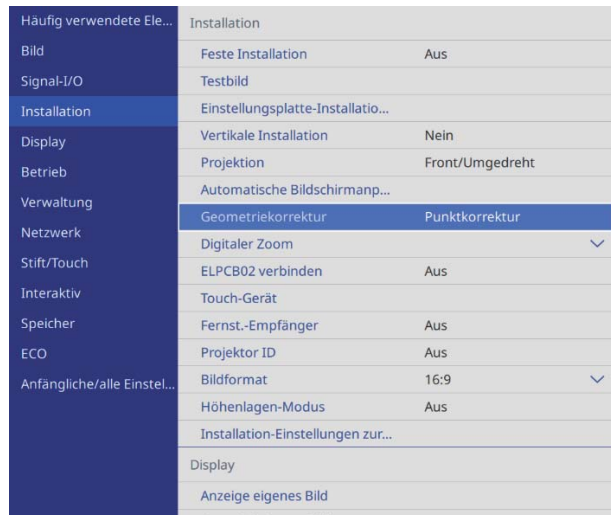 Häufig verwendete Ele...
Bild
Signal-I/O
Installation
Display
Betrieb
Verwaltung
Netzwerk
Stift/Touch
Interaktiv
Speicher
ECO
Anfängliche/alle Einstel...
Installation
Feste Installation Aus
Testbild
Einstellungsplatte-Installatio...
Vertikale Installation Nein
Projektion Front/Umgedreht
Automatische Bildschirmanp...
Geometriekorrektur Punktkorrektur
Digitaler Zoom
ELPCB02 verbinden Aus
Touch-Gerät
Fernst.-Empfänger Aus
Projektor ID Aus
Bildformat 16:9
Höhenlagen-Modus Aus
Installation-Einstellungen zur...
Display
Anzeige eigenes Bild